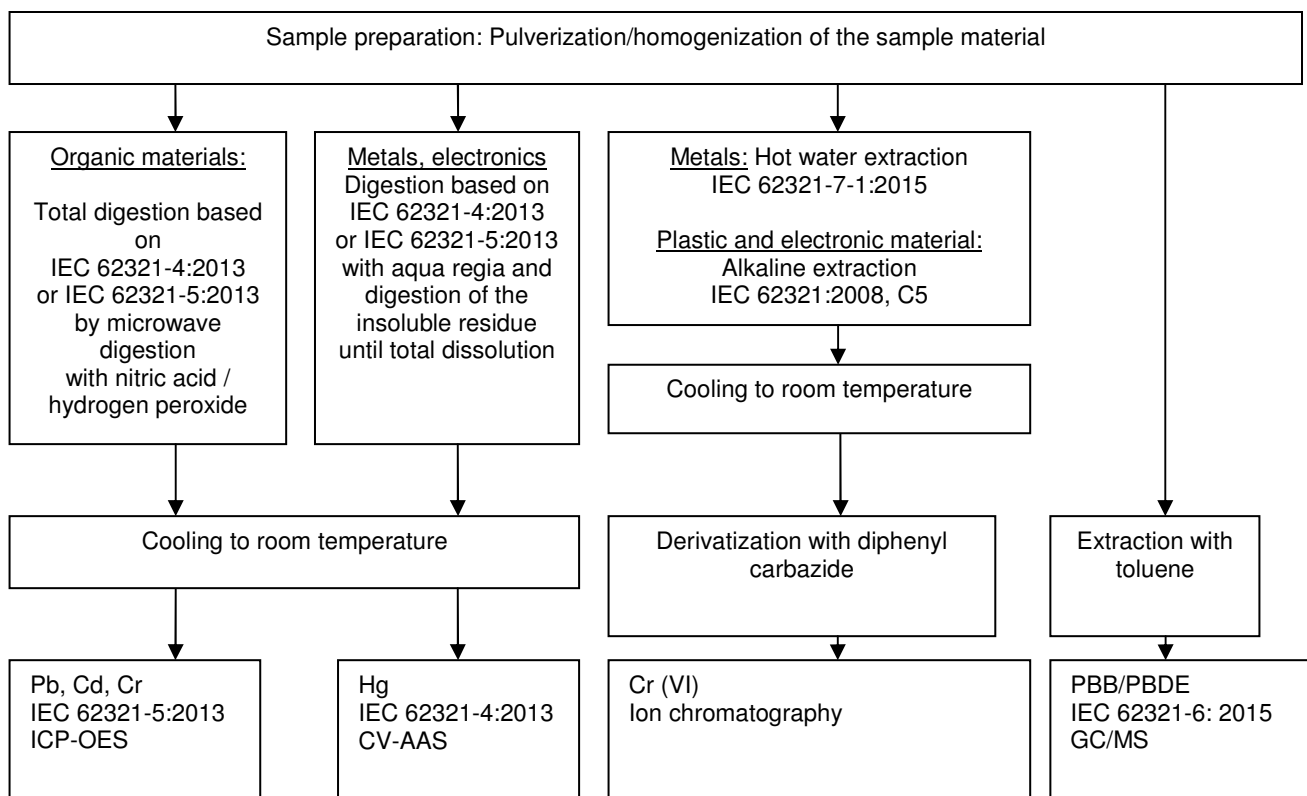 Sample preparation: Pulverization/homogenization of the sample material
Organic materials:
Total digestion based
on
IEC 62321-4:2013
or IEC 62321-5:2013
by microwave
digestion
with nitric acid /
hydrogen peroxide
Metals, electronics
Digestion based on
IEC 62321-4:2013
or IEC 62321-5:2013
with aqua regia and
digestion of the
insoluble residue
until total dissolution
Metals: Hot water extraction
IEC 62321-7-1:2015
Plastic and electronic material:
Alkaline extraction
IEC 62321:2008, C5
Cooling to room temperature
Cooling to room temperature
Derivatization with diphenyl
carbazide
Extraction with
toluene
Pb, Cd, Cr
IEC 62321-5:2013
ICP-OES
Hg
IEC 62321-4:2013
CV-AAS
Cr (VI)
Ion chromatography
PBB/PBDE
IEC 62321-6: 2015
GC/MS